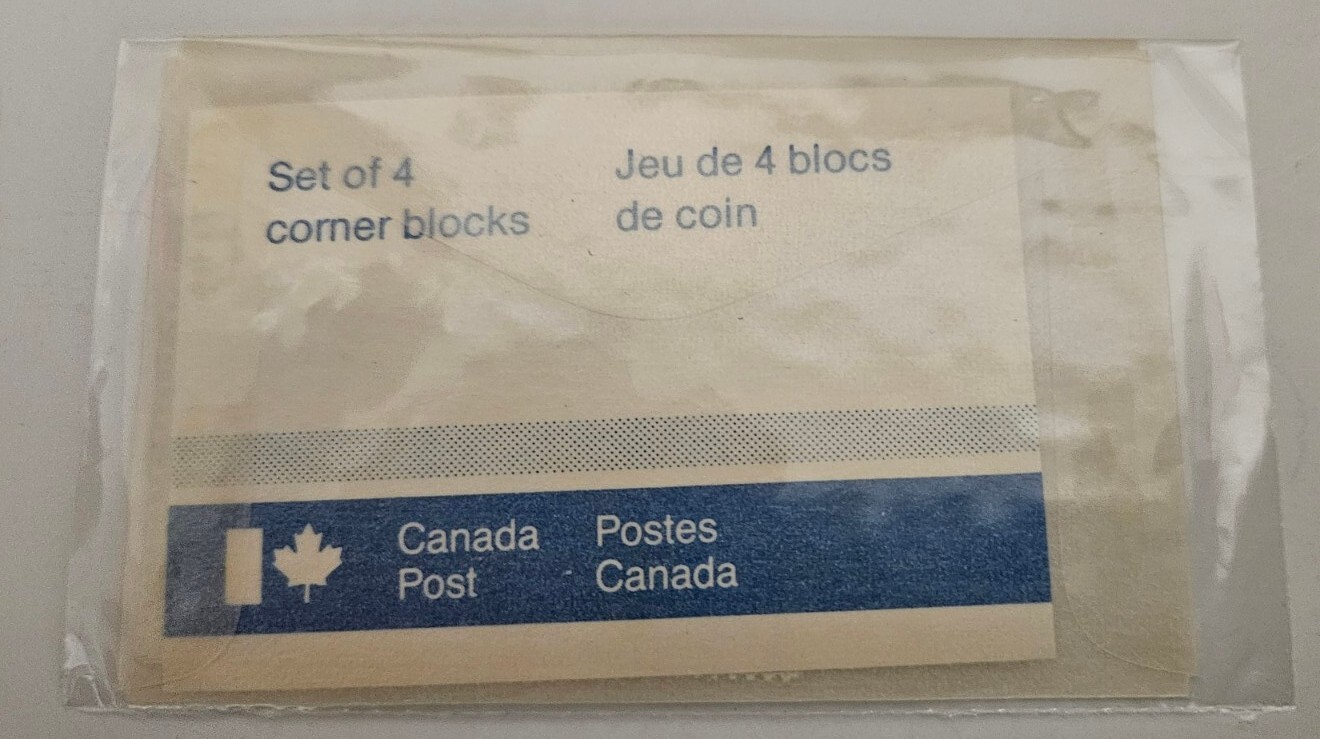 Set of 4
corner blocks
Jeu de 4 blocs
de coin
Canada
Post
Postes
Canada